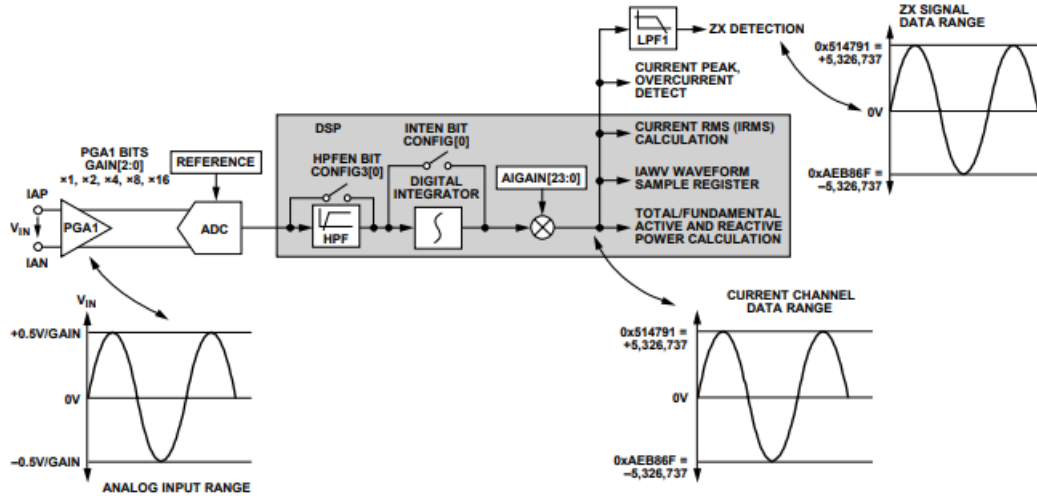 ZX SIGNAL
DATA RANGE
LPF1
ZX DETECTION
0x514791 =
+5,326,737
0V
0xAEB86F =
–5,326,737
CURRENT PEAK,
OVERCURRENT
DETECT
DSP
INTEN BIT
CONFIG[0]
HPFEN BIT
CONFIG3[0]
DIGITAL
INTEGRATOR
CURRENT RMS (IRMS)
CALCULATION
PGA1 BITS
GAIN[2:0]
×1, ×2, ×4, ×8, ×16
REFERENCE
AIGAIN[23:0]
IAWV WAVEFORM
SAMPLE REGISTER
IAP
VIN
IAN
PGA1
ADC
HPF
TOTAL/FUNDAMENTAL
ACTIVE AND REACTIVE
POWER CALCULATION
VIN
+0.5V/GAIN
0V
–0.5V/GAIN
ANALOG INPUT RANGE
CURRENT CHANNEL
DATA RANGE
0x514791 =
+5,326,737
0V
0xAEB86F =
–5,326,737